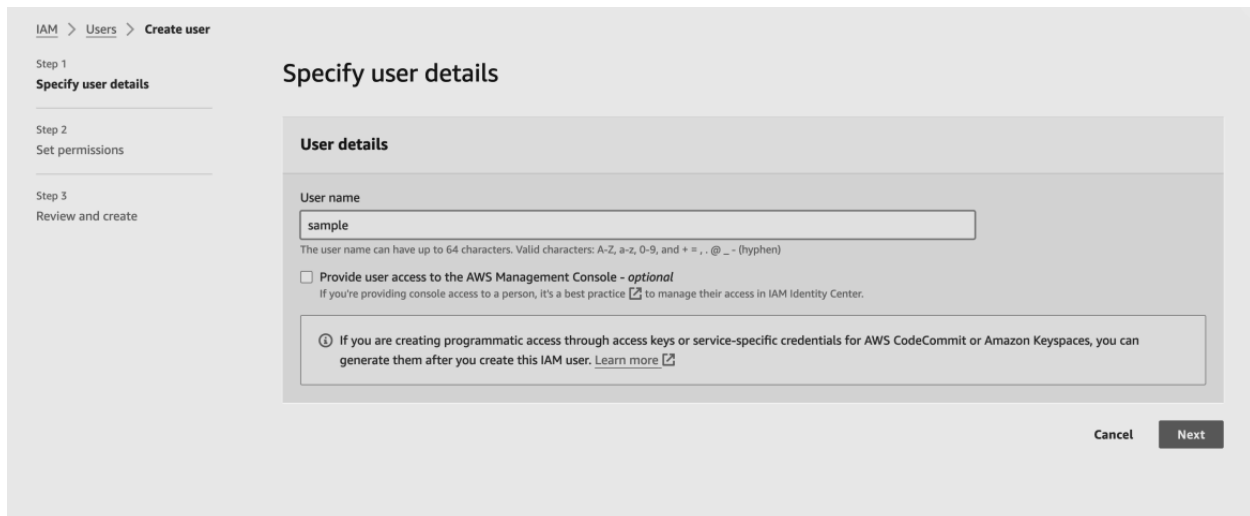 IAM > Users > Create user
Step 1
Specify user details
Step 2
Set permissions
Step 3
Review and create
Specify user details
User details
User name
sample
The user name can have up to 64 characters. Valid characters: A-Z, a-z, 0-9, and + = , . @ _ - (hyphen)
Provide user access to the AWS Management Console - optional
If you're providing console access to a person, it's a best practice to manage their access in IAM Identity Center.
If you are creating programmatic access through access keys or service-specific credentials for AWS CodeCommit or Amazon Keyspaces, you can
generate them after you create this IAM user. Learn more
Cancel
Next